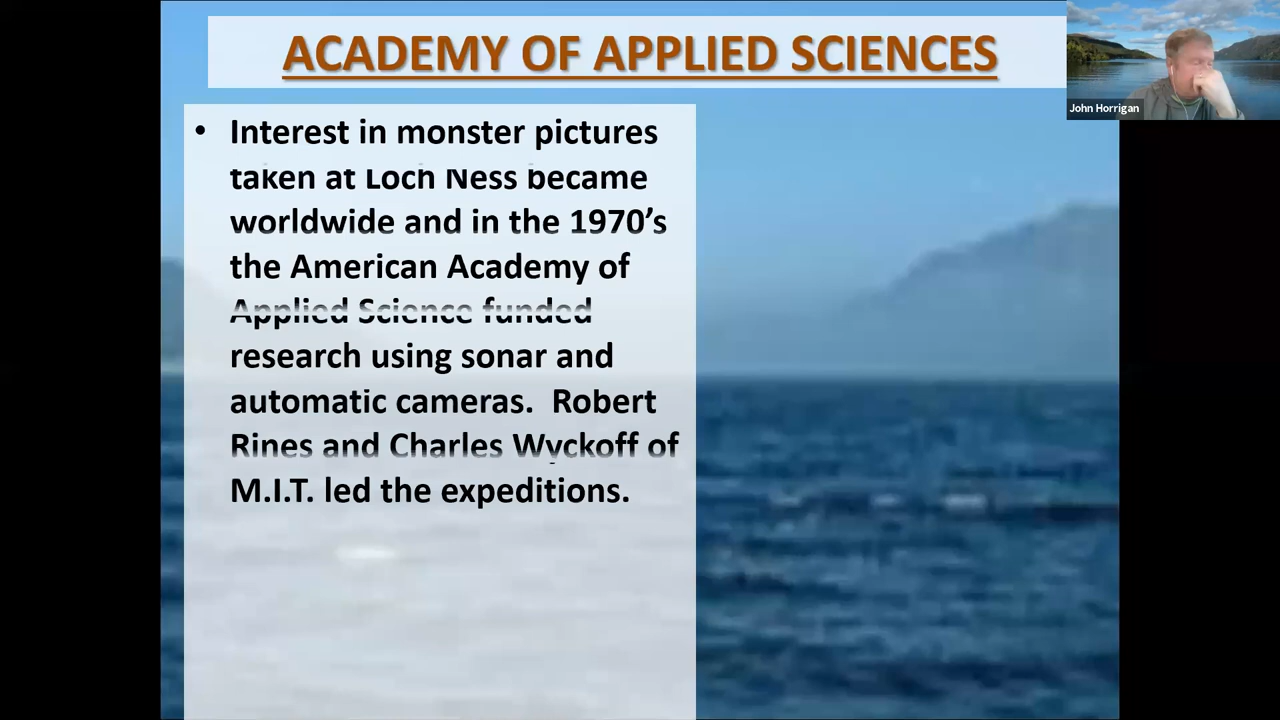 ACADEMY OF APPLIED SCIENCES
John Horrigan
• Interest in monster pictures
taken at Loch Ness became
worldwide and in the 1970’s
the American Academy of
Applied Science funded
research using sonar and
automatic cameras.  Robert
Rines and Charles Wyckoff of
M.I.T. led the expeditions.